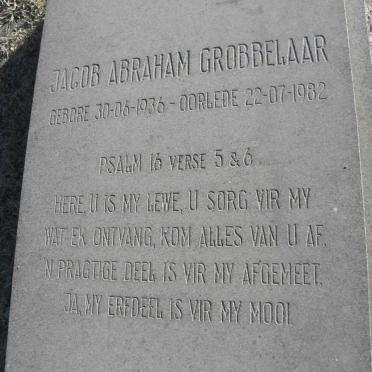 JACOB ABRAHAM GROBBELAAR
GEBORE 30-06-1936 - OORLEDE 22-07-1982
PSALM 16 VERSE 5 & 6
HERE, U IS MY LEWE, U SORG VIR MY
WAT EK ONTVANG, KOM ALLES VAN U AF,
'N PRAGTIGE DEEL IS VIR MY AFGEMEET,
JA, MY ERFDEEL IS VIR MY MOOI.